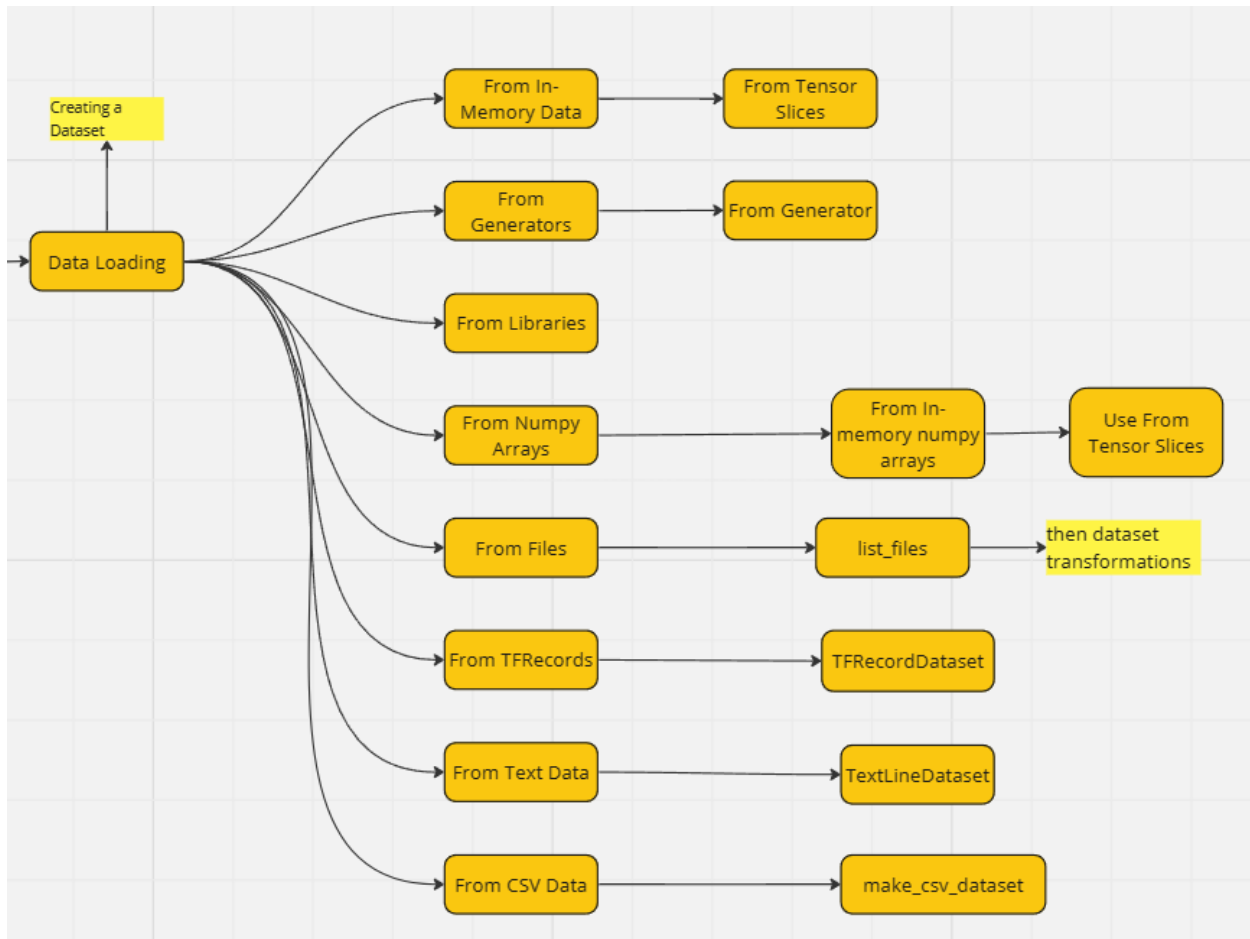 Creating a
Dataset
Data Loading
From In-
Memory Data
From Tensor
Slices
From
Generators
From Generator
From Libraries
From Numpy
Arrays
From In-
memory numpy
arrays
Use From
Tensor Slices
From Files
list_files
then dataset
transformations
From TFRecords
TFRecordDataset
From Text Data
TextLineDataset
From CSV Data
make_csv_dataset